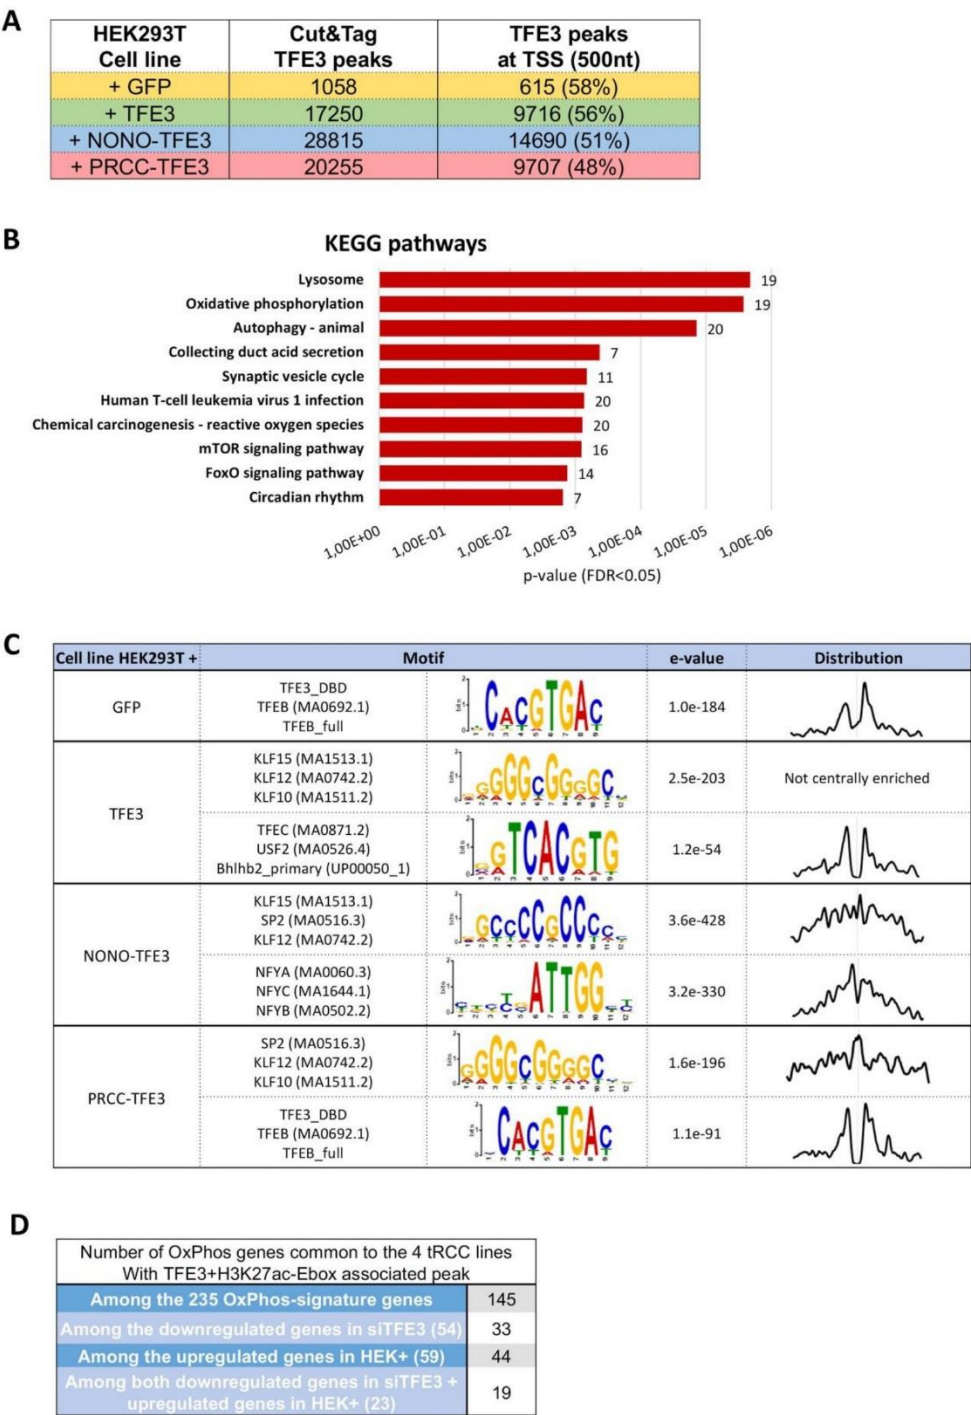 A
HEK293T Cell line | Cut&Tag TFE3 peaks | TFE3 peaks at TSS (500nt)
+ GFP | 1058 | 615 (58%)
+ TFE3 | 17250 | 9716 (56%)
+ NONO-TFE3 | 28815 | 14690 (51%)
+ PRCC-TFE3 | 20255 | 9707 (48%)
B
KEGG pathways
Lysosome 19
Oxidative phosphorylation 19
Autophagy - animal 20
Collecting duct acid secretion 7
Synaptic vesicle cycle 11
Human T-cell leukemia virus 1 infection 20
Chemical carcinogenesis - reactive oxygen species 20
mTOR signaling pathway 16
FoxO signaling pathway 14
Circadian rhythm 7
1,00E+00 1,00E-01 1,00E-02 1,00E-03 1,00E-04 1,00E-05 1,00E-06
p-value (FDR<0.05)
C
Cell line HEK293T + | Motif | e-value | Distribution
GFP
TFE3_DBD
TFEB (MA0692.1)
TFEB_full
1.0e-184
TFE3
KLF15 (MA1513.1)
KLF12 (MA0742.2)
KLF10 (MA1511.2)
2.5e-203
Not centrally enriched
TFEC (MA0871.2)
USF2 (MA0526.4)
Bhlhb2_primary (UP00050_1)
1.2e-54
NONO-TFE3
KLF15 (MA1513.1)
SP2 (MA0516.3)
KLF12 (MA0742.2)
3.6e-428
NFYA (MA0060.3)
NFYC (MA1644.1)
NFYB (MA0502.2)
3.2e-330
PRCC-TFE3
SP2 (MA0516.3)
KLF12 (MA0742.2)
KLF10 (MA1511.2)
1.6e-196
TFE3_DBD
TFEB (MA0692.1)
TFEB_full
1.1e-91
D
Number of OxPhos genes common to the 4 tRCC lines
With TFE3+H3K27ac-Ebox associated peak
Among the 235 OxPhos-signature genes | 145
Among the downregulated genes in siTFE3 (54) | 33
Among the upregulated genes in HEK+ (59) | 44
Among both downregulated genes in siTFE3 +
upregulated genes in HEK+ (23) | 19